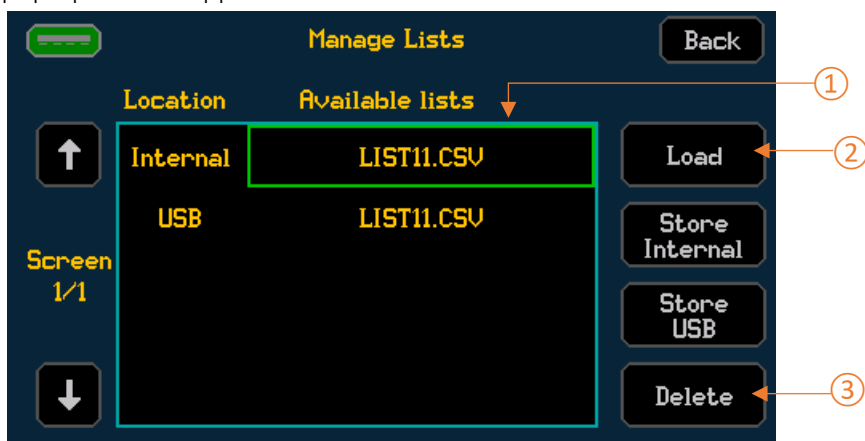 Manage Lists
Back
1
Location
Available lists
Internal
LIST11.CSV
Load
2
USB
LIST11.CSV
Store
Internal
Screen
1/1
Store
USB
Delete
3